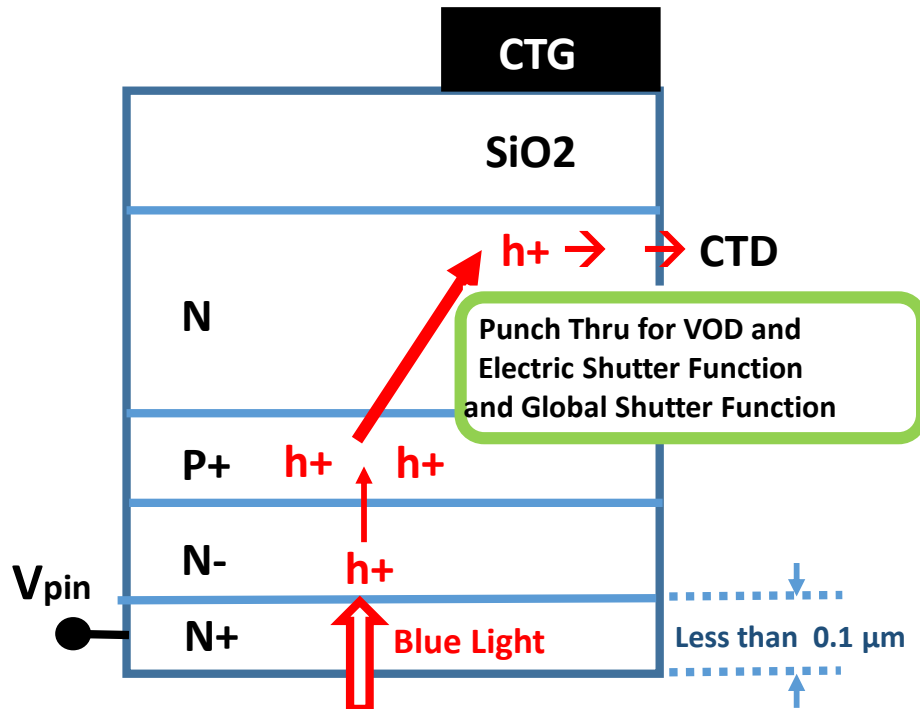 CTG
SiO2
h+ → → CTD
N
Punch Thru for VOD and
Electric Shutter Function
and Global Shutter Function
P+ h+ h+
N- h+
Vpin
N+ Blue Light
Less than 0.1 μm